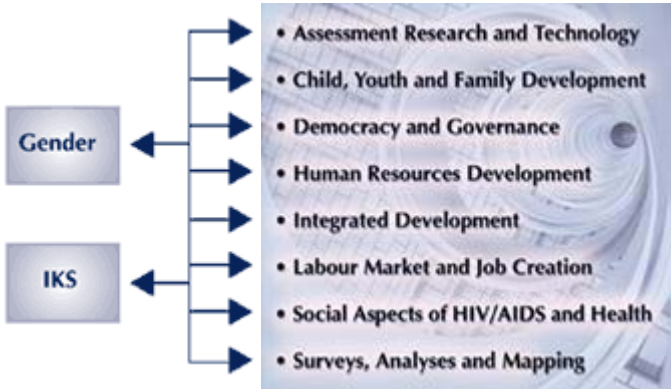 Gender
IKS
• Assessment Research and Technology
• Child, Youth and Family Development
• Democracy and Governance
• Human Resources Development
• Integrated Development
• Labour Market and Job Creation
• Social Aspects of HIV/AIDS and Health
• Surveys, Analyses and Mapping